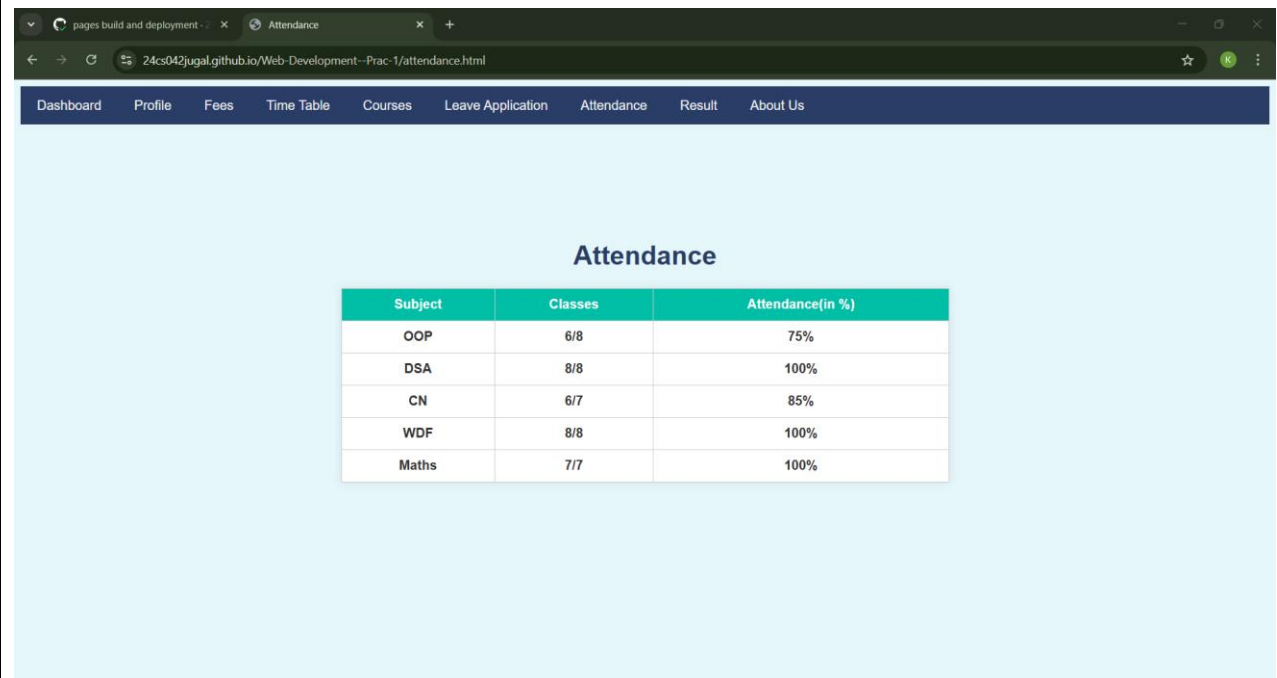 pages build and deployment - 2 Attendance
24cs042jugal.github.io/Web-Development--Prac-1/attendance.html K
Dashboard Profile Fees Time Table Courses Leave Application Attendance Result About Us
Attendance
Subject Classes Attendance(in %)
OOP 6/8 75%
DSA 8/8 100%
CN 6/7 85%
WDF 8/8 100%
Maths 7/7 100%